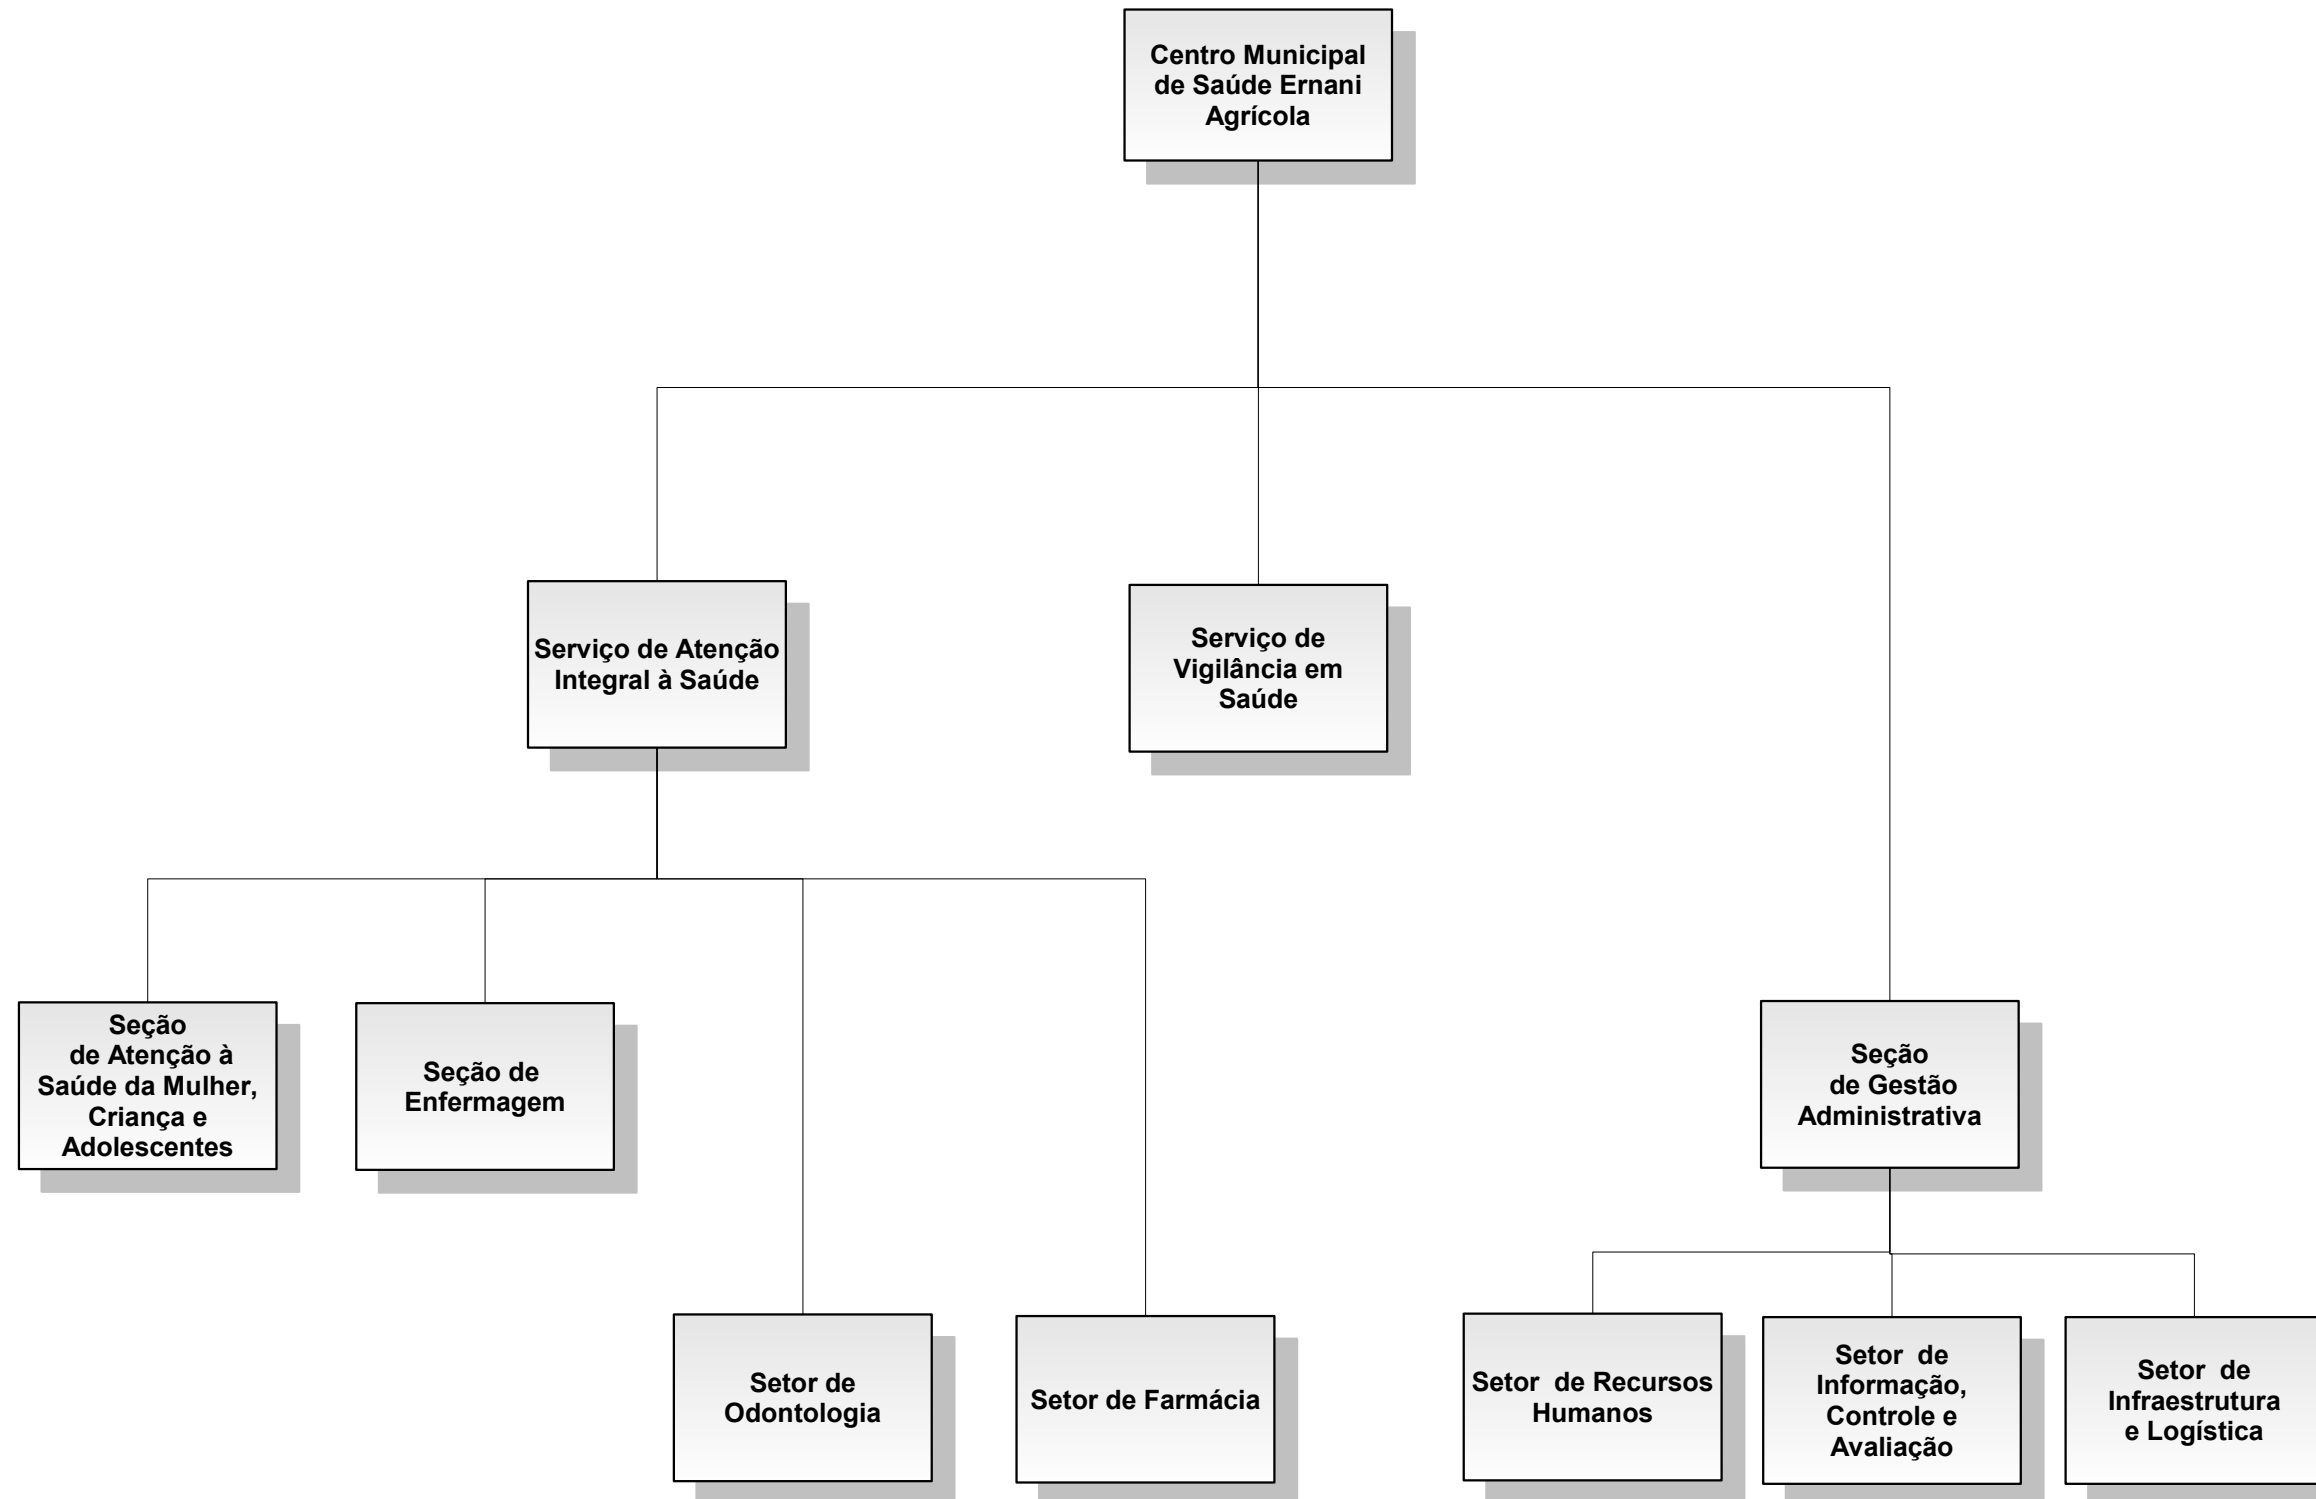 Centro Municipal
de Saúde Ernani
Agrícola
Serviço de Atenção
Integral à Saúde
Serviço de
Vigilância em
Saúde
Seção
de Atenção à
Saúde da Mulher,
Criança e
Adolescentes
Seção de
Enfermagem
Seção
de Gestão
Administrativa
Setor de
Odontologia
Setor de Farmácia
Setor  de Recursos
Humanos
Setor  de
Informação,
Controle e
Avaliação
Setor  de
Infraestrutura
e Logística